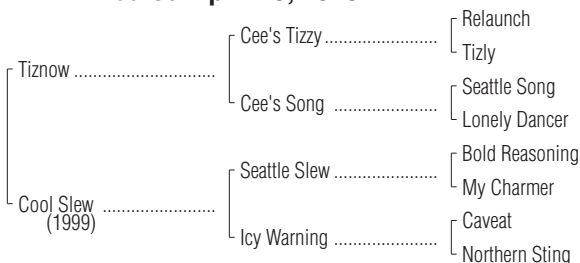 Relaunch
Cee's Tizzy ........................
Tizly
Tiznow ........................................
Seattle Song
Cee's Song .........................
Lonely Dancer
Bold Reasoning
Seattle Slew .........................
My Charmer
Cool Slew ................................
(1999)
Caveat
Icy Warning .........................
Northern Sting